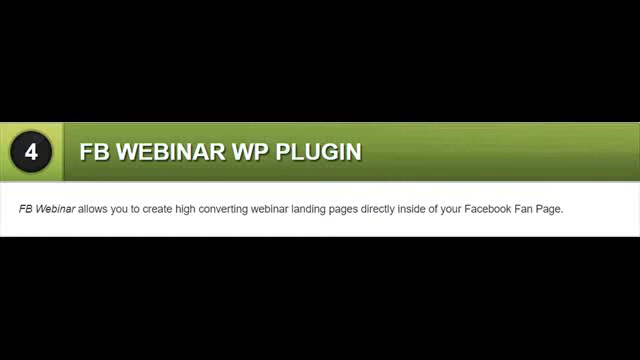 4
FB WEBINAR WP PLUGIN
FB Webinar allows you to create high converting webinar landing pages directly inside of your Facebook Fan Page.